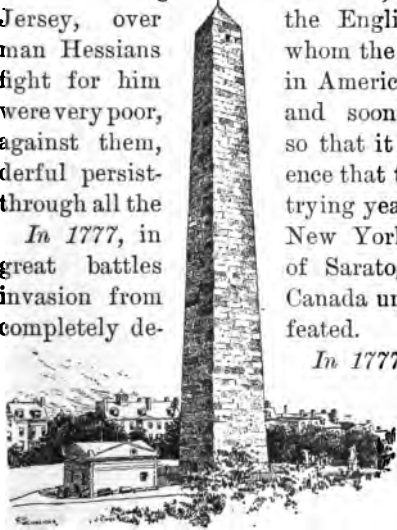 Jersey, over the Engli
man Hessians whom the
fight for him in Americ
were very poor, and soon
against them, so that it
derful persist- ence that t
through all the trying yea
In 1777, in New York
great battles of Saratog
invasion from Canada un
completely de- feated.
In 1777